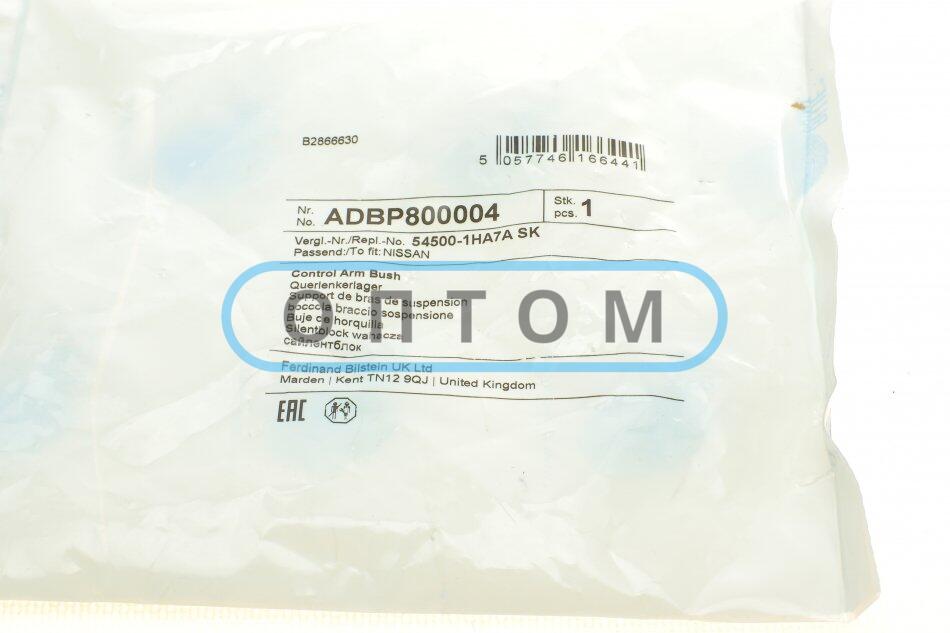 B2866630
5 057746 166441
Nr.
No. ADBP800004
Stk.
pcs. 1
Vergl.-Nr./Repl.-No. 54500-1HA7A SK
Passend:/To fit: NISSAN
Control Arm Bush
Querlenkerlager
Support de bras de suspension
boccola braccio sospensione
Buje de horquilla
Silentblock wahacza
сайлентблок
ОПТОМ
Ferdinand Bilstein UK Ltd
Marden | Kent TN12 9QJ | United Kingdom
EAC